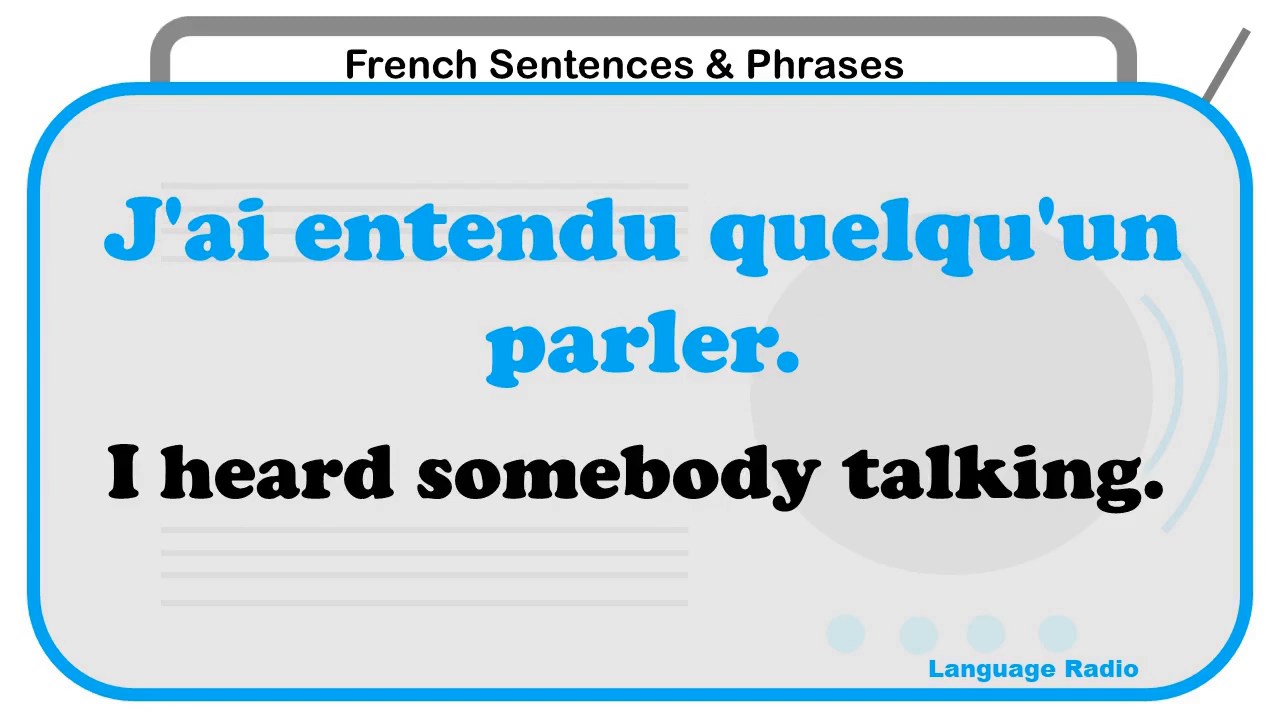 French Sentences & Phrases
J'ai entendu quelqu'un
parler.
I heard somebody talking.
Language Radio